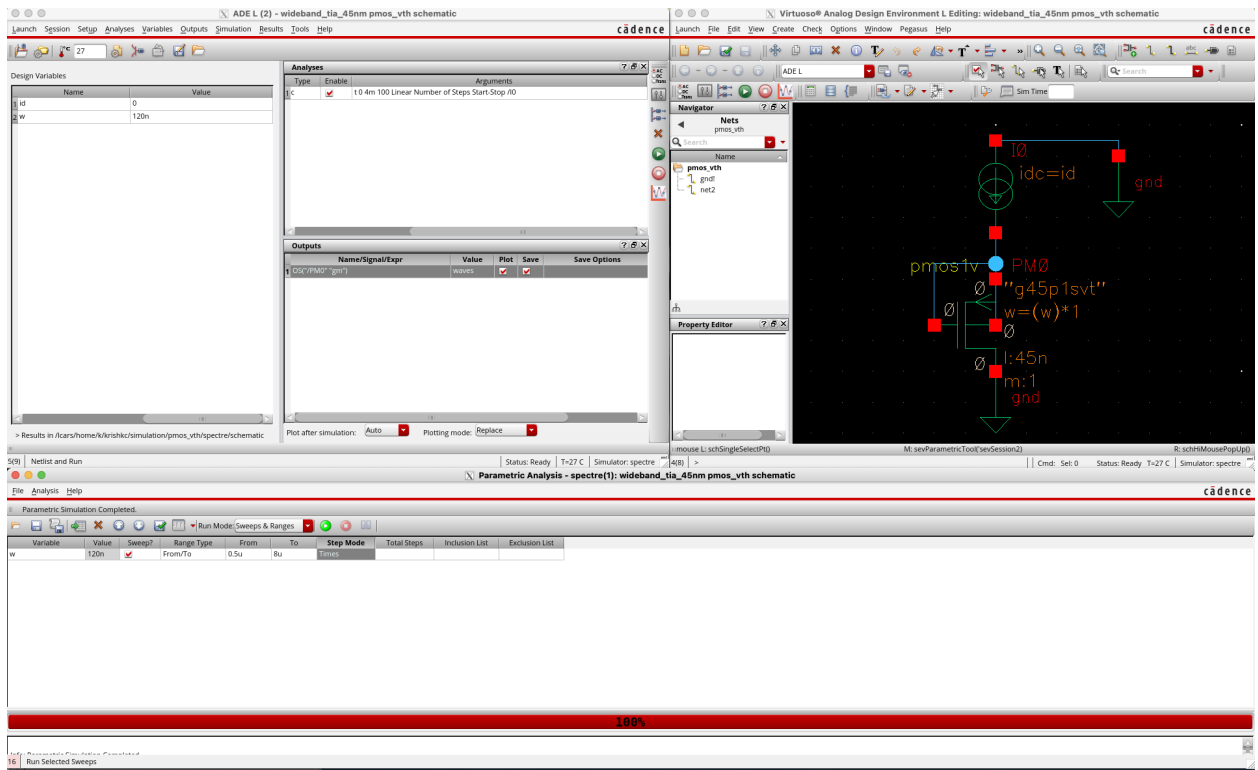 ADE L (2) - wideband_tia_45nm pmos_vth schematic
Launch Session Setup Analyses Variables Outputs Simulation Results Tools Help
cādence
27
Design Variables
Name Value
1 id 0
2 w 120n
> Results in /lcars/home/k/krishkc/simulation/pmos_vth/spectre/schematic
Analyses
Type Enable Arguments
1 c t 0 4m 100 Linear Number of Steps Start-Stop /I0
Outputs
Name/Signal/Expr Value Plot Save Save Options
1 OS("/PM0" "gm") waves
Plot after simulation: Auto Plotting mode: Replace
5(9) Netlist and Run
Status: Ready T=27 C Simulator: spectre
Virtuoso® Analog Design Environment L Editing: wideband_tia_45nm pmos_vth schematic
Launch File Edit View Create Check Options Window Pegasus Help
cādence
ADE L
Search
Sim Time
Navigator
Nets
pmos_vth
Search
Name
pmos_vth
gnd!
net2
Property Editor
I0
idc=id
gnd
pmos1v PM0
"g45p1svt"
w=(w)*1
l:45n
m:1
gnd
mouse L: schSingleSelectPt() M: sevParametricTool('sevSession2) R: schHiMousePopUp()
4(8) > Cmd: Sel: 0 Status: Ready T=27 C Simulator: spectre
Parametric Analysis - spectre(1): wideband_tia_45nm pmos_vth schematic
File Analysis Help
cādence
Parametric Simulation Completed.
Run Mode: Sweeps & Ranges
Variable Value Sweep? Range Type From To Step Mode Total Steps Inclusion List Exclusion List
w 120n From/To 0.5u 8u Times
100%
16 Run Selected Sweeps